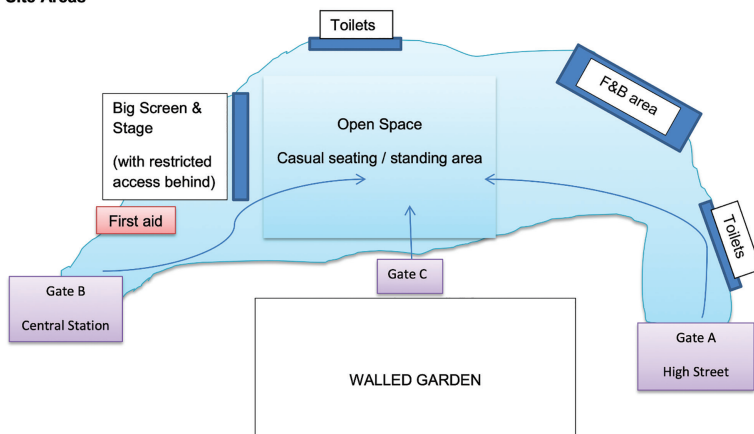 Site Areas
Toilets
F&B area
Big Screen &
Stage
(with restricted
access behind)
Open Space
Casual seating / standing area
First aid
Toilets
Gate B
Central Station
Gate C
Gate A
High Street
WALLED GARDEN